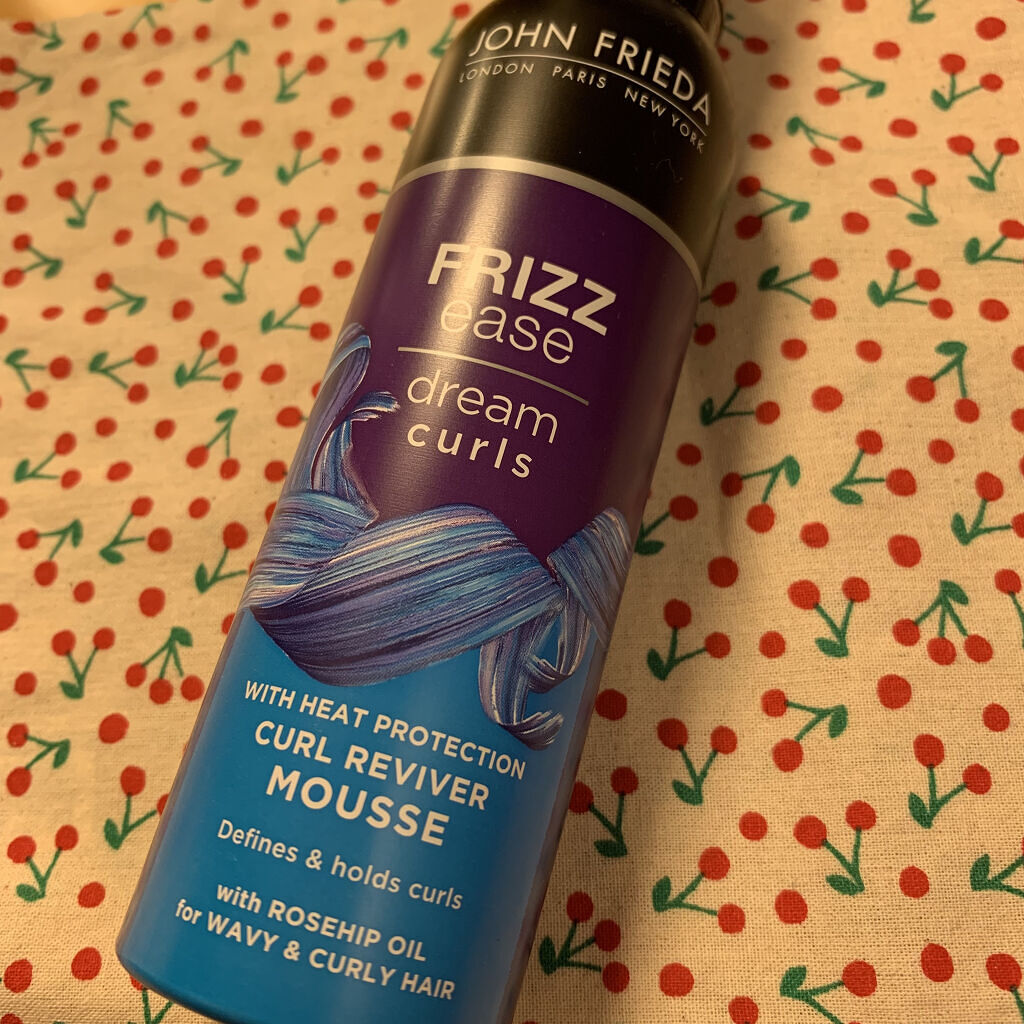 JOHN FRIEDA
LONDON PARIS NEW YORK
FRIZZ
ease
dream
curls
WITH HEAT PROTECTION
CURL REVIVER
MOUSSE
Defines & holds curls
with ROSEHIP OIL
for WAVY & CURLY HAIR